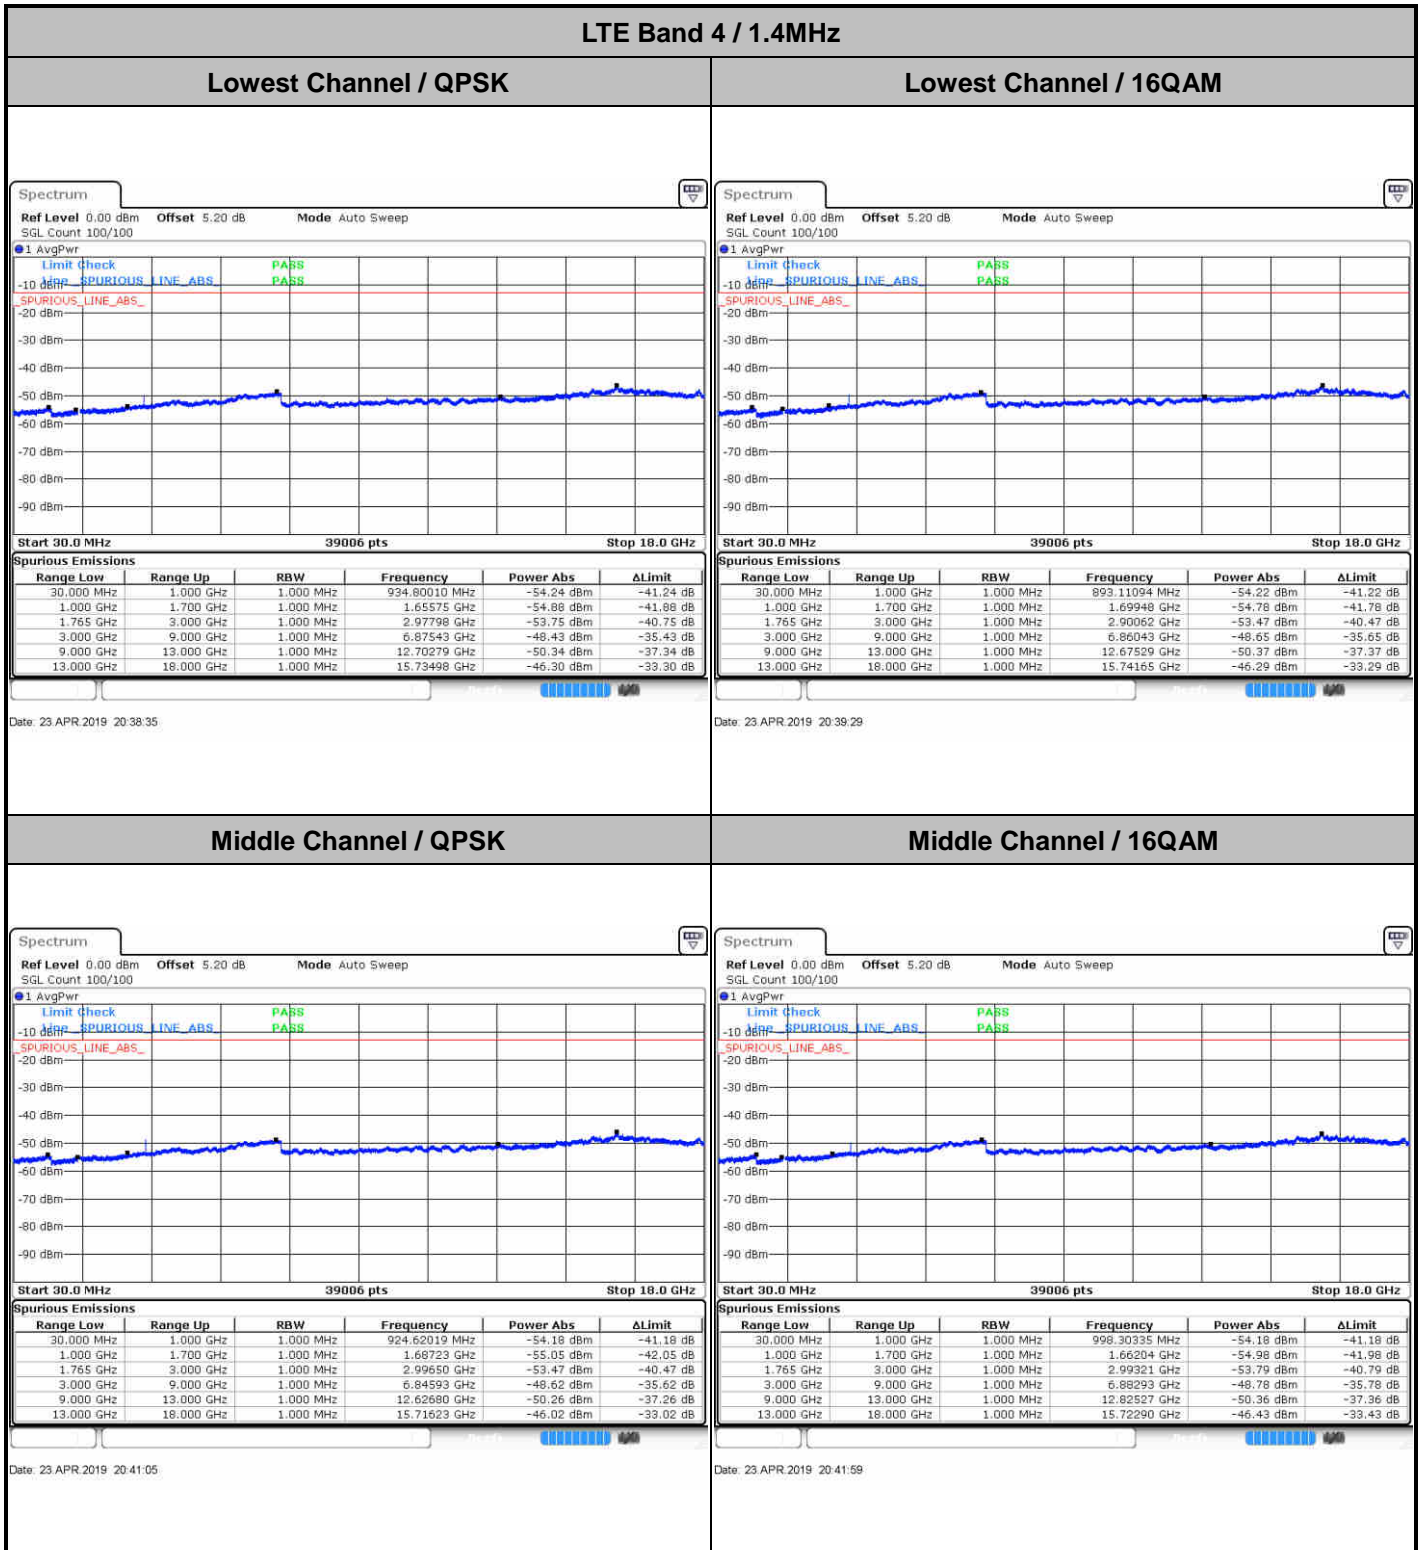 LTE Band 4 / 1.4MHz
Lowest Channel / QPSK
Lowest Channel / 16QAM
Spectrum
Ref Level 0.00 dBm Offset 5.20 dB Mode Auto Sweep
SGL Count 100/100
1 AvgPwr
Limit Check PASS
Line _SPURIOUS_LINE_ABS_ PASS
-10 dBm
_SPURIOUS_LINE_ABS_
-20 dBm
-30 dBm
-40 dBm
-50 dBm
-60 dBm
-70 dBm
-80 dBm
-90 dBm
Start 30.0 MHz 39006 pts Stop 18.0 GHz
Spurious Emissions
Range Low Range Up RBW Frequency Power Abs ΔLimit
30.000 MHz 1.000 GHz 1.000 MHz 934.80010 MHz -54.24 dBm -41.24 dB
1.000 GHz 1.700 GHz 1.000 MHz 1.65575 GHz -54.88 dBm -41.88 dB
1.765 GHz 3.000 GHz 1.000 MHz 2.97798 GHz -53.75 dBm -40.75 dB
3.000 GHz 9.000 GHz 1.000 MHz 6.87543 GHz -48.43 dBm -35.43 dB
9.000 GHz 13.000 GHz 1.000 MHz 12.70279 GHz -50.34 dBm -37.34 dB
13.000 GHz 18.000 GHz 1.000 MHz 15.73498 GHz -46.30 dBm -33.30 dB
Date: 23.APR.2019 20:38:35
Spectrum
Ref Level 0.00 dBm Offset 5.20 dB Mode Auto Sweep
SGL Count 100/100
1 AvgPwr
Limit Check PASS
Line _SPURIOUS_LINE_ABS_ PASS
-10 dBm
_SPURIOUS_LINE_ABS_
-20 dBm
-30 dBm
-40 dBm
-50 dBm
-60 dBm
-70 dBm
-80 dBm
-90 dBm
Start 30.0 MHz 39006 pts Stop 18.0 GHz
Spurious Emissions
Range Low Range Up RBW Frequency Power Abs ΔLimit
30.000 MHz 1.000 GHz 1.000 MHz 893.11094 MHz -54.22 dBm -41.22 dB
1.000 GHz 1.700 GHz 1.000 MHz 1.69948 GHz -54.78 dBm -41.78 dB
1.765 GHz 3.000 GHz 1.000 MHz 2.90062 GHz -53.47 dBm -40.47 dB
3.000 GHz 9.000 GHz 1.000 MHz 6.86043 GHz -48.65 dBm -35.65 dB
9.000 GHz 13.000 GHz 1.000 MHz 12.67529 GHz -50.37 dBm -37.37 dB
13.000 GHz 18.000 GHz 1.000 MHz 15.74165 GHz -46.29 dBm -33.29 dB
Date: 23.APR.2019 20:39:29
Middle Channel / QPSK
Middle Channel / 16QAM
Spectrum
Ref Level 0.00 dBm Offset 5.20 dB Mode Auto Sweep
SGL Count 100/100
1 AvgPwr
Limit Check PASS
Line _SPURIOUS_LINE_ABS_ PASS
-10 dBm
_SPURIOUS_LINE_ABS_
-20 dBm
-30 dBm
-40 dBm
-50 dBm
-60 dBm
-70 dBm
-80 dBm
-90 dBm
Start 30.0 MHz 39006 pts Stop 18.0 GHz
Spurious Emissions
Range Low Range Up RBW Frequency Power Abs ΔLimit
30.000 MHz 1.000 GHz 1.000 MHz 924.62019 MHz -54.18 dBm -41.18 dB
1.000 GHz 1.700 GHz 1.000 MHz 1.68723 GHz -55.05 dBm -42.05 dB
1.765 GHz 3.000 GHz 1.000 MHz 2.99650 GHz -53.47 dBm -40.47 dB
3.000 GHz 9.000 GHz 1.000 MHz 6.84593 GHz -48.62 dBm -35.62 dB
9.000 GHz 13.000 GHz 1.000 MHz 12.62680 GHz -50.26 dBm -37.26 dB
13.000 GHz 18.000 GHz 1.000 MHz 15.71623 GHz -46.02 dBm -33.02 dB
Date: 23.APR.2019 20:41:05
Spectrum
Ref Level 0.00 dBm Offset 5.20 dB Mode Auto Sweep
SGL Count 100/100
1 AvgPwr
Limit Check PASS
Line _SPURIOUS_LINE_ABS_ PASS
-10 dBm
_SPURIOUS_LINE_ABS_
-20 dBm
-30 dBm
-40 dBm
-50 dBm
-60 dBm
-70 dBm
-80 dBm
-90 dBm
Start 30.0 MHz 39006 pts Stop 18.0 GHz
Spurious Emissions
Range Low Range Up RBW Frequency Power Abs ΔLimit
30.000 MHz 1.000 GHz 1.000 MHz 998.30335 MHz -54.18 dBm -41.18 dB
1.000 GHz 1.700 GHz 1.000 MHz 1.66204 GHz -54.98 dBm -41.98 dB
1.765 GHz 3.000 GHz 1.000 MHz 2.99321 GHz -53.79 dBm -40.79 dB
3.000 GHz 9.000 GHz 1.000 MHz 6.88293 GHz -48.78 dBm -35.78 dB
9.000 GHz 13.000 GHz 1.000 MHz 12.82527 GHz -50.36 dBm -37.36 dB
13.000 GHz 18.000 GHz 1.000 MHz 15.72290 GHz -46.43 dBm -33.43 dB
Date: 23.APR.2019 20:41:59